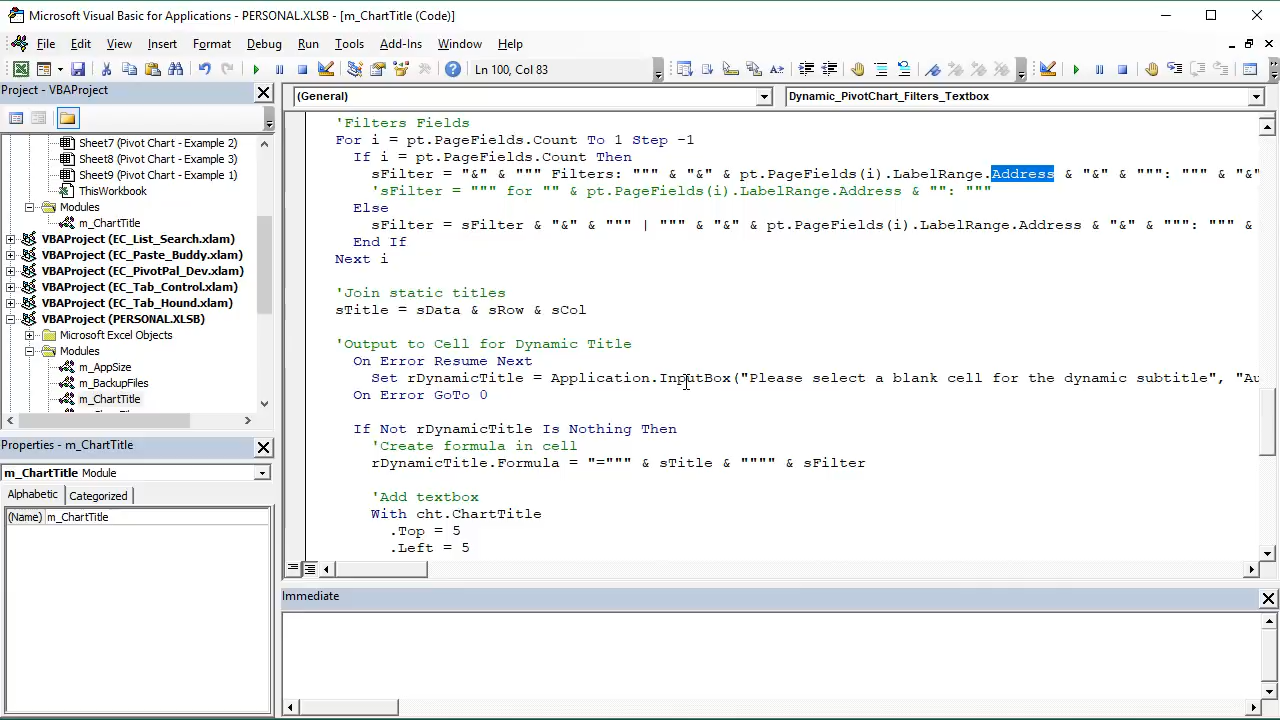 Microsoft Visual Basic for Applications - PERSONAL.XLSB - [m_ChartTitle (Code)]
File Edit View Insert Format Debug Run Tools Add-Ins Window Help
Ln 100, Col 83
Project - VBAProject
Sheet7 (Pivot Chart - Example 2)
Sheet8 (Pivot Chart - Example 3)
Sheet9 (Pivot Chart - Example 1)
ThisWorkbook
Modules
m_ChartTitle
VBAProject (EC_List_Search.xlam)
VBAProject (EC_Paste_Buddy.xlam)
VBAProject (EC_PivotPal_Dev.xlam)
VBAProject (EC_Tab_Control.xlam)
VBAProject (EC_Tab_Hound.xlam)
VBAProject (PERSONAL.XLSB)
Microsoft Excel Objects
Modules
m_AppSize
m_BackupFiles
m_ChartTitle
Properties - m_ChartTitle
m_ChartTitle Module
Alphabetic Categorized
(Name) m_ChartTitle
(General) Dynamic_PivotChart_Filters_Textbox
'Filters Fields
For i = pt.PageFields.Count To 1 Step -1
If i = pt.PageFields.Count Then
sFilter = "&" & """ Filters: """ & "&" & pt.PageFields(i).LabelRange.Address & "&" & """: """ & "&"
'sFilter = """ for "" & pt.PageFields(i).LabelRange.Address & "": """
Else
sFilter = sFilter & "&" & """ | """ & "&" & pt.PageFields(i).LabelRange.Address & "&" & """: """ &
End If
Next i
'Join static titles
sTitle = sData & sRow & sCol
'Output to Cell for Dynamic Title
On Error Resume Next
Set rDynamicTitle = Application.InputBox("Please select a blank cell for the dynamic subtitle", "Au
On Error GoTo 0
If Not rDynamicTitle Is Nothing Then
'Create formula in cell
rDynamicTitle.Formula = "=""" & sTitle & """" & sFilter
'Add textbox
With cht.ChartTitle
.Top = 5
.Left = 5
Immediate